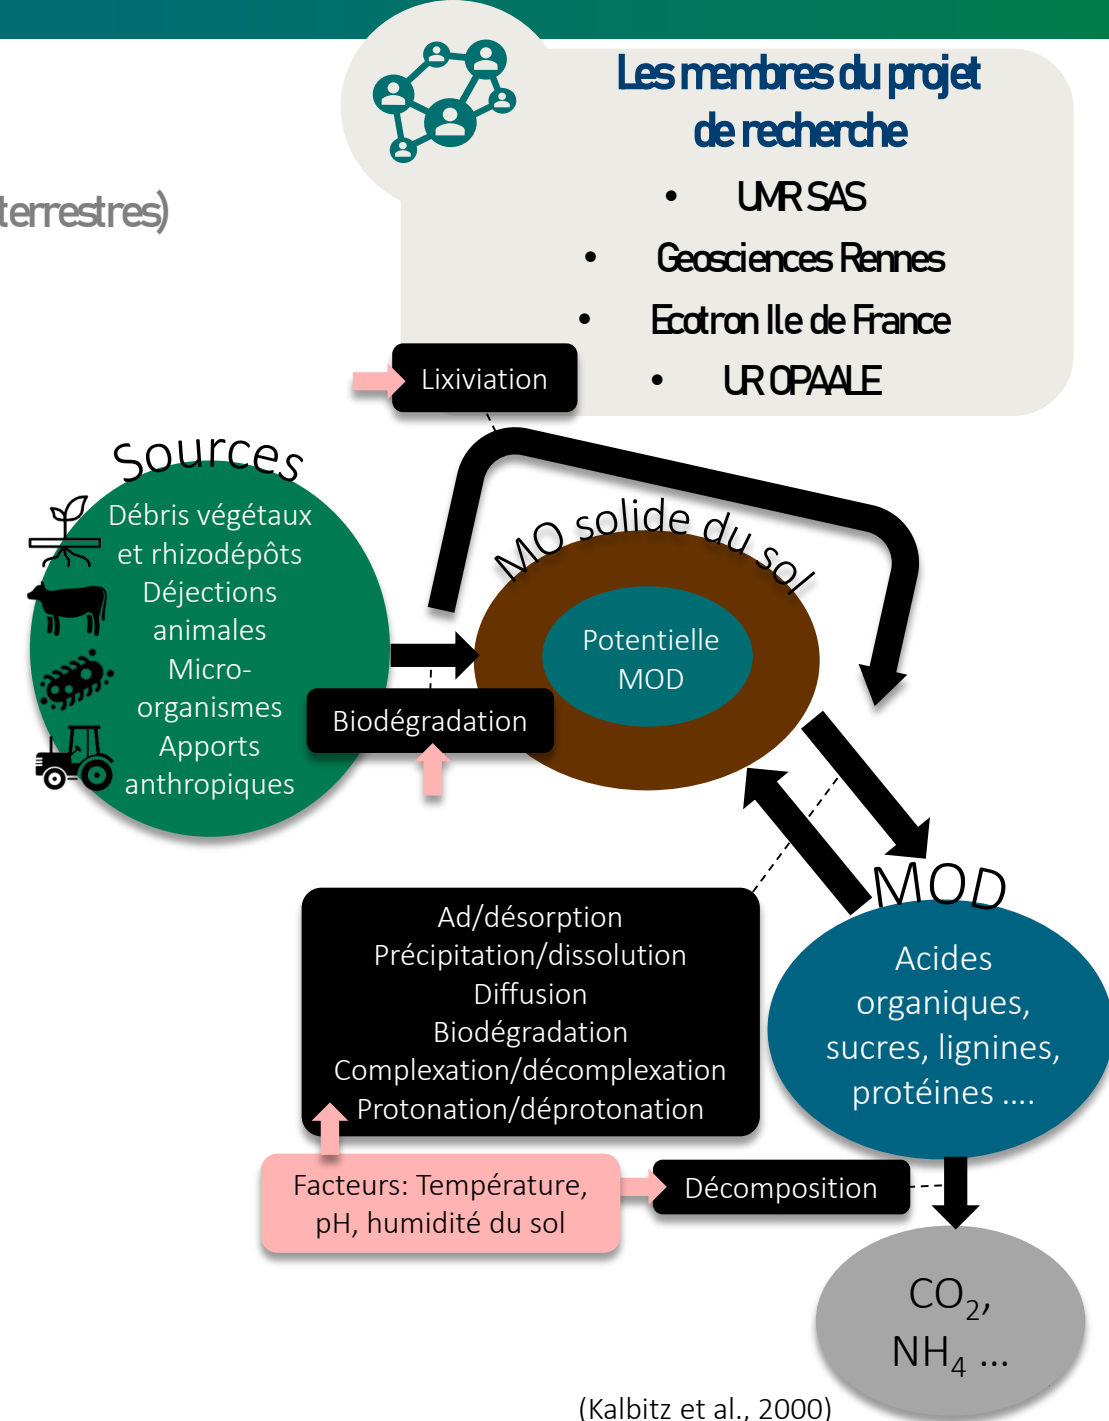 Les membres du projet
de recherche
• UMR SAS
• Geosciences Rennes
• Ecotron Ile de France
• UR OPAALE
terrestres)
Lixiviation
Sources
Débris végétaux
et rhizodépôts
Déjections
animales
Micro-
organismes
Apports
anthropiques
MO solide du sol
Potentielle
MOD
Biodégradation
Ad/désorption
Précipitation/dissolution
Diffusion
Biodégradation
Complexation/décomplexation
Protonation/déprotonation
MOD
Acides
organiques,
sucres, lignines,
protéines ....
Facteurs: Température,
pH, humidité du sol
Décomposition
CO₂,
NH₄ ...
(Kalbitz et al., 2000)